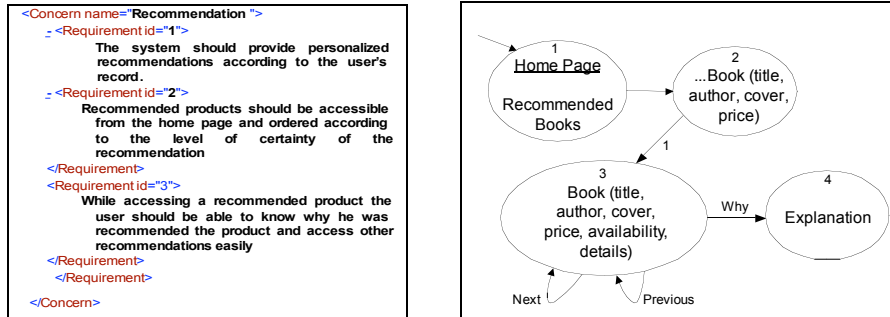 <Concern name="Recommendation ">
- <Requirement id="1">
The system should provide personalized
recommendations according to the user's
record.
- <Requirement id="2">
Recommended products should be accessible
from the home page and ordered according
to the level of certainty of the
recommendation
</Requirement>
<Requirement id="3">
While accessing a recommended product the
user should be able to know why he was
recommended the product and access other
recommendations easily
</Requirement>
</Requirement>
</Concern>
1
Home Page
Recommended
Books
2
...Book (title,
author, cover,
price)
1
3
Book (title,
author, cover,
price, availability,
details)
Why
4
Explanation
Next
Previous